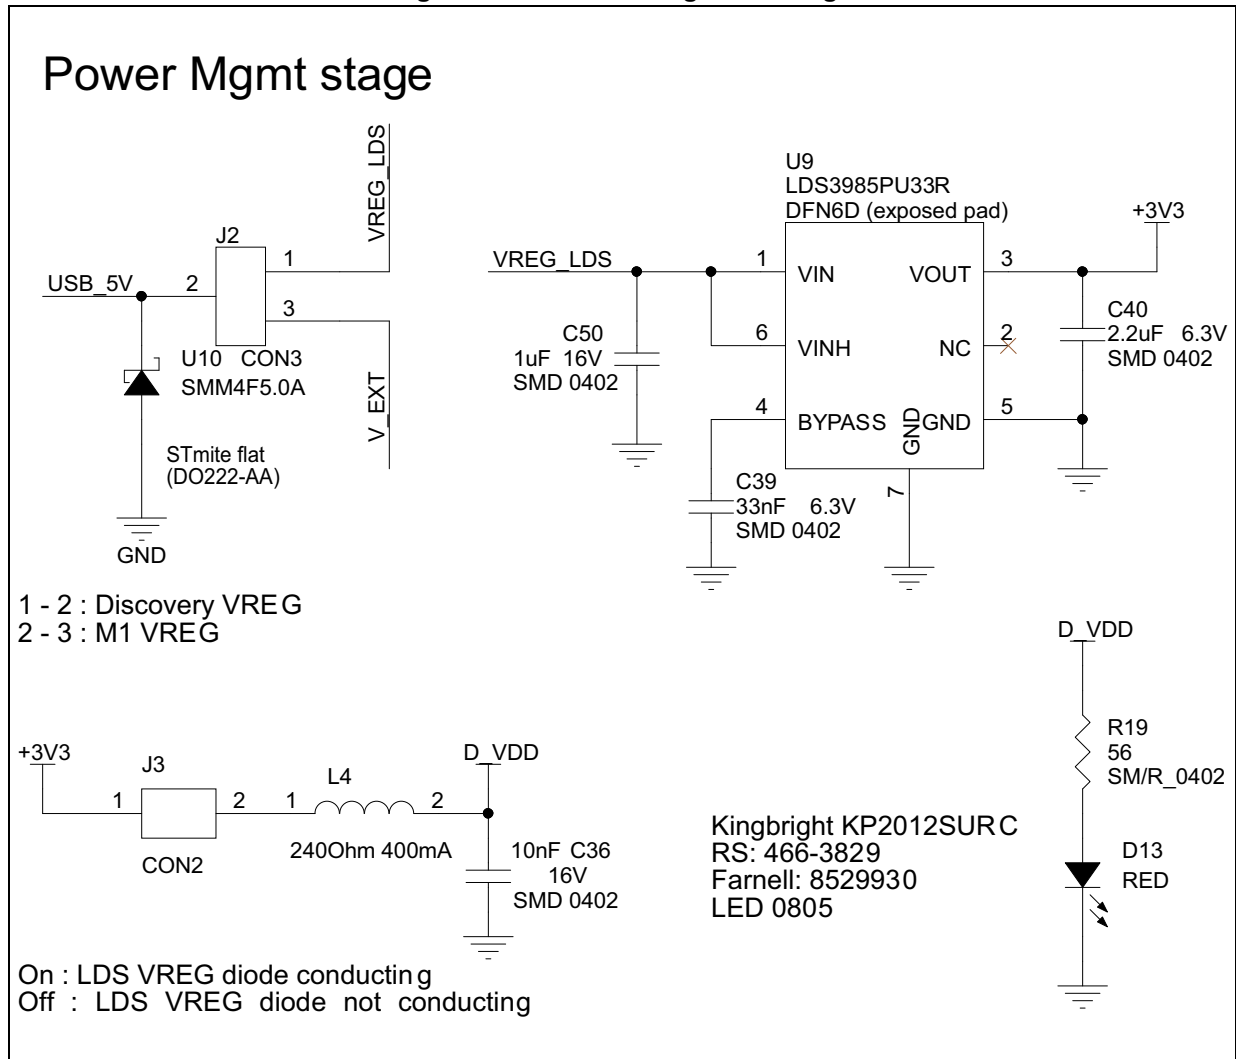 Power Mgmt stage
VREG_LDS
J2
USB_5V
2
1
3
U10 CON3
SMM4F5.0A
V_EXT
STmite flat
(DO222-AA)
GND
1 - 2 : Discovery VREG
2 - 3 : M1 VREG
U9
LDS3985PU33R
DFN6D (exposed pad)
+3V3
VREG_LDS
1
VIN
VOUT
3
6
VINH
NC
2
4
BYPASS
GND
GND
5
7
C50
1uF 16V
SMD 0402
C40
2.2uF 6.3V
SMD 0402
C39
33nF 6.3V
SMD 0402
+3V3
J3
1
2
CON2
L4
1
2
240Ohm 400mA
D_VDD
10nF C36
16V
SMD 0402
On : LDS VREG diode conducting
Off : LDS VREG diode not conducting
Kingbright KP2012SURC
RS: 466-3829
Farnell: 8529930
LED 0805
D_VDD
R19
56
SM/R_0402
D13
RED